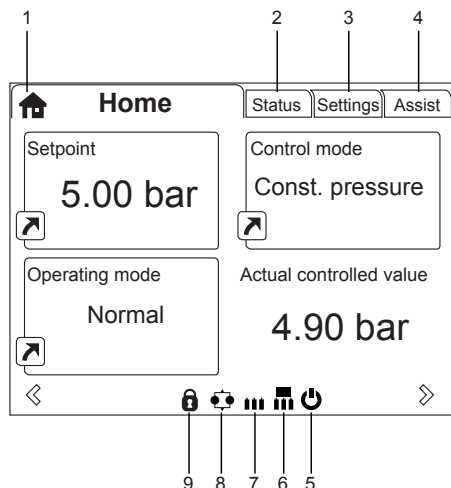 1 2 3 4
Home Status Settings Assist
Setpoint
5.00 bar
Control mode
Const. pressure
Operating mode
Normal
Actual controlled value
4.90 bar
9 8 7 6 5